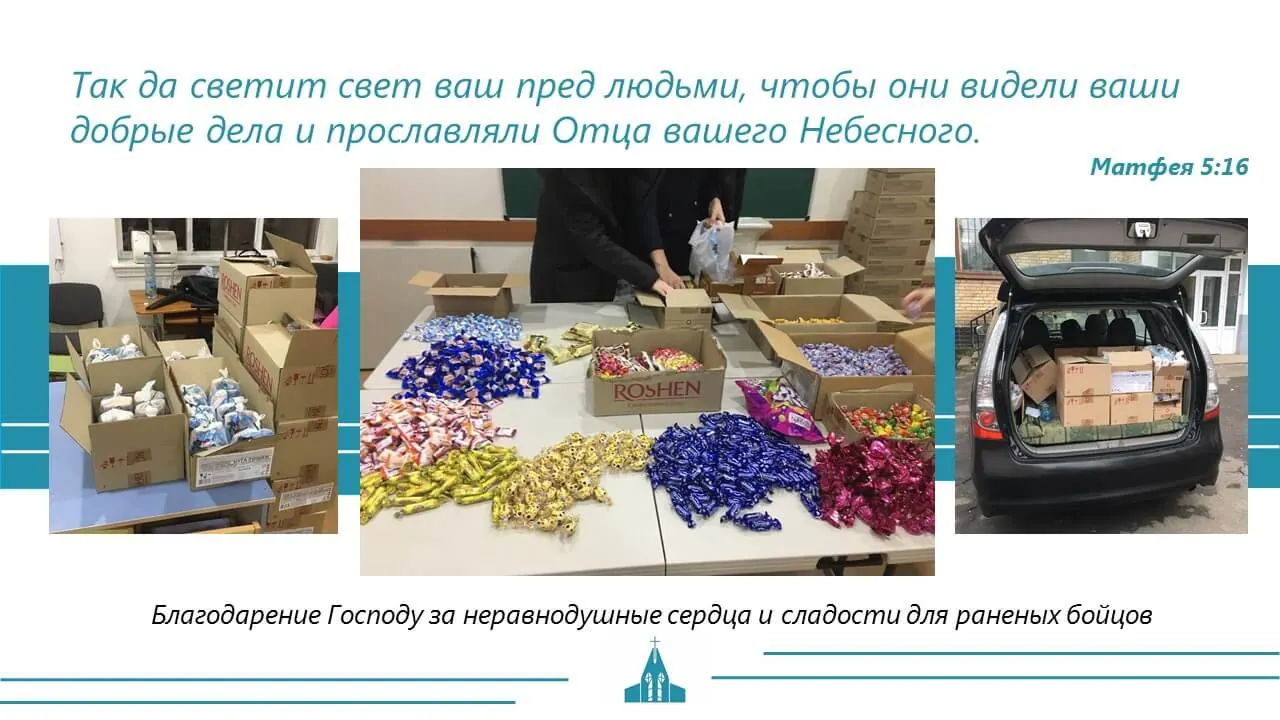 Так да светит свет ваш пред людьми, чтобы они видели ваши
добрые дела и прославляли Отца вашего Небесного.
Матфея 5:16
ROSHEN
ROSHEN
ROSHEN
Благодарение Господу за неравнодушные сердца и сладости для раненых бойцов